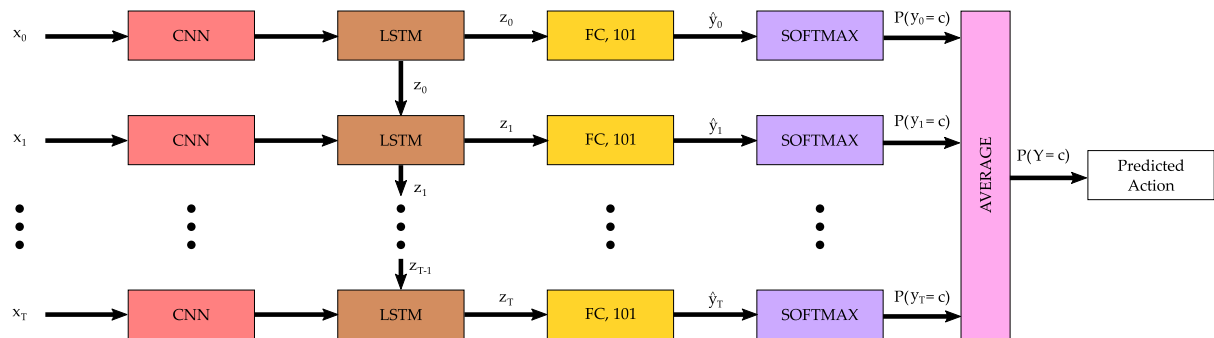 x₀ CNN LSTM z₀ FC, 101 ŷ₀ SOFTMAX P(y₀= c)
z₀
x₁ CNN LSTM z₁ FC, 101 ŷ₁ SOFTMAX P(y₁= c)
z₁
AVERAGE
P(Y= c)
Predicted
Action
z_T-1
x_T CNN LSTM z_T FC, 101 ŷ_T SOFTMAX P(y_T= c)